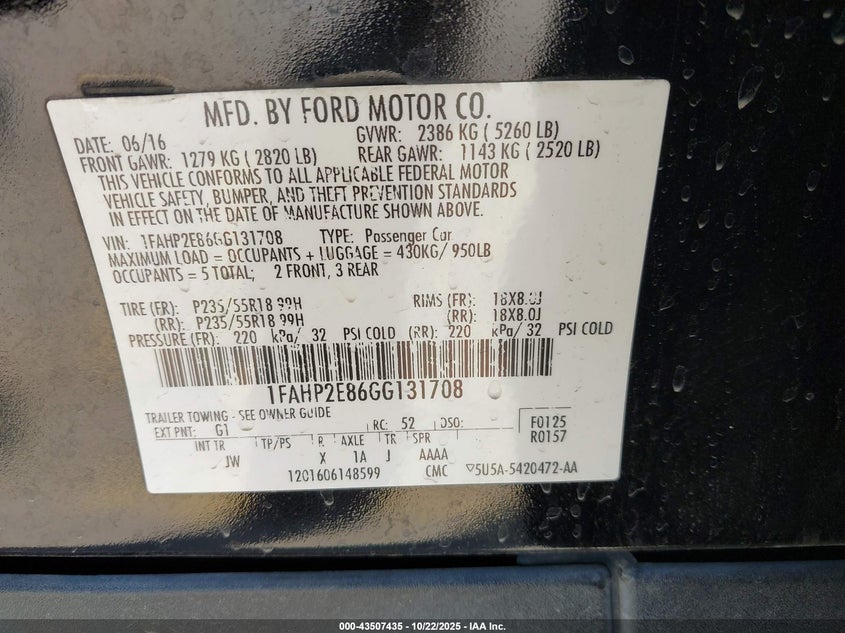 MFD. BY FORD MOTOR CO.
DATE: 06/16 GVWR: 2386 KG ( 5260 LB)
FRONT GAWR: 1279 KG ( 2820 LB) REAR GAWR: 1143 KG ( 2520 LB)
THIS VEHICLE CONFORMS TO ALL APPLICABLE FEDERAL MOTOR
VEHICLE SAFETY, BUMPER, AND THEFT PREVENTION STANDARDS
IN EFFECT ON THE DATE OF MANUFACTURE SHOWN ABOVE.
VIN: 1FAHP2E86GG131708 TYPE: Passenger Car
MAXIMUM LOAD = OCCUPANTS + LUGGAGE = 430KG/ 950LB
OCCUPANTS = 5 TOTAL; 2 FRONT, 3 REAR
TIRE (FR): P235/55R18 99H RIMS (FR): 18X8.0J
(RR): P235/55R18 99H (RR): 18X8.0J
PRESSURE (FR): 220 kPa/ 32 PSI COLD (RR): 220 kPa/ 32 PSI COLD
1FAHP2E86GG131708
TRAILER TOWING - SEE OWNER GUIDE
EXT PNT: G1 RC: 52 DSO: F0125
INT TR TP/PS R AXLE TR SPR R0157
JW X 1A J AAAA
1201606148599 CMC ▽5U5A-5420472-AA
000-43507435 | 10/22/2025 | IAA Inc.